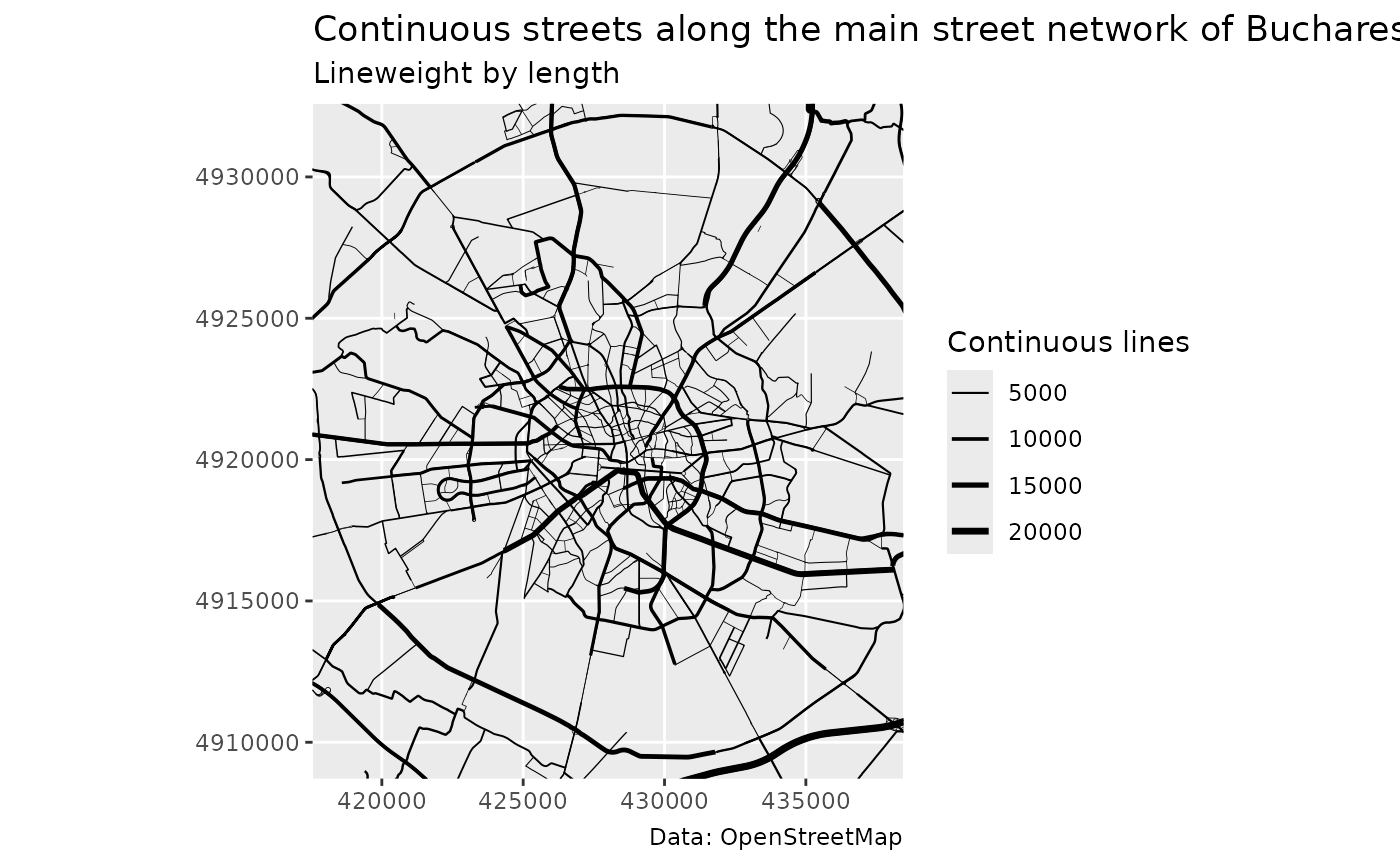 Continuous streets along the main street network of Buchares
Lineweight by length
4930000
4925000
4920000
4915000
4910000
420000 425000 430000 435000
Continuous lines
5000
10000
15000
20000
Data: OpenStreetMap